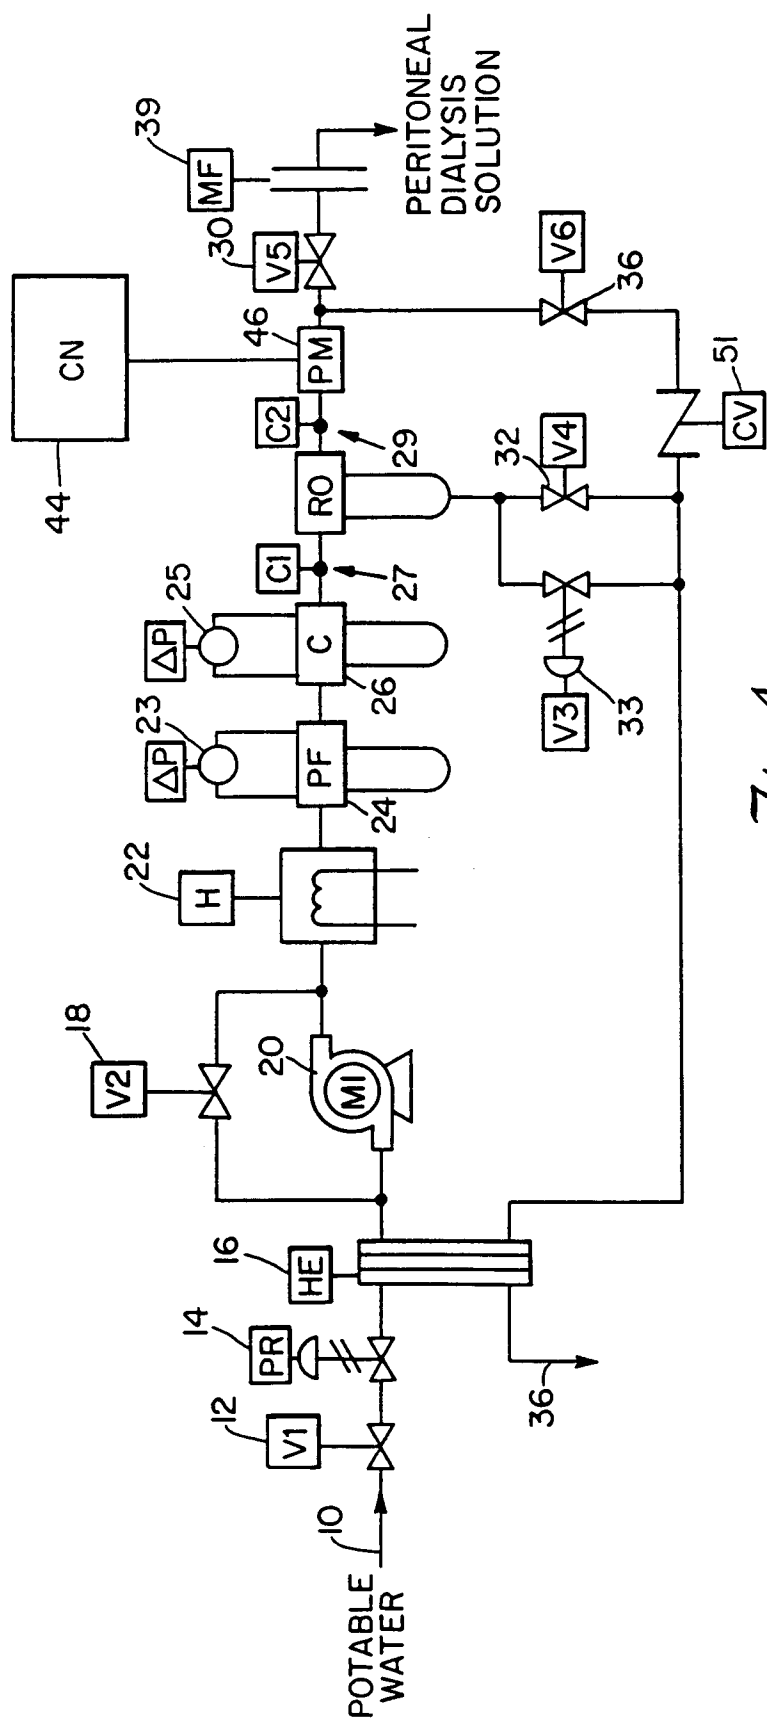 POTABLE
WATER
10
12
V1
14
PR
16
HE
36
18
V2
20
MI
22
H
23
ΔP
PF
24
25
ΔP
C
26
C1
27
RO
C2
29
44
CN
46
PM
30
V5
39
MF
PERITONEAL
DIALYSIS
SOLUTION
V3
33
32
V4
V6
36
51
CV